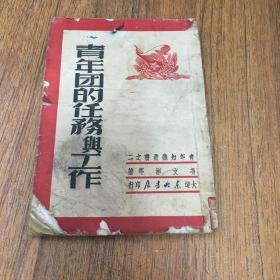 青年团的任務與工作
青年知識叢書之二
馮文彬等著
大連東北書店印行